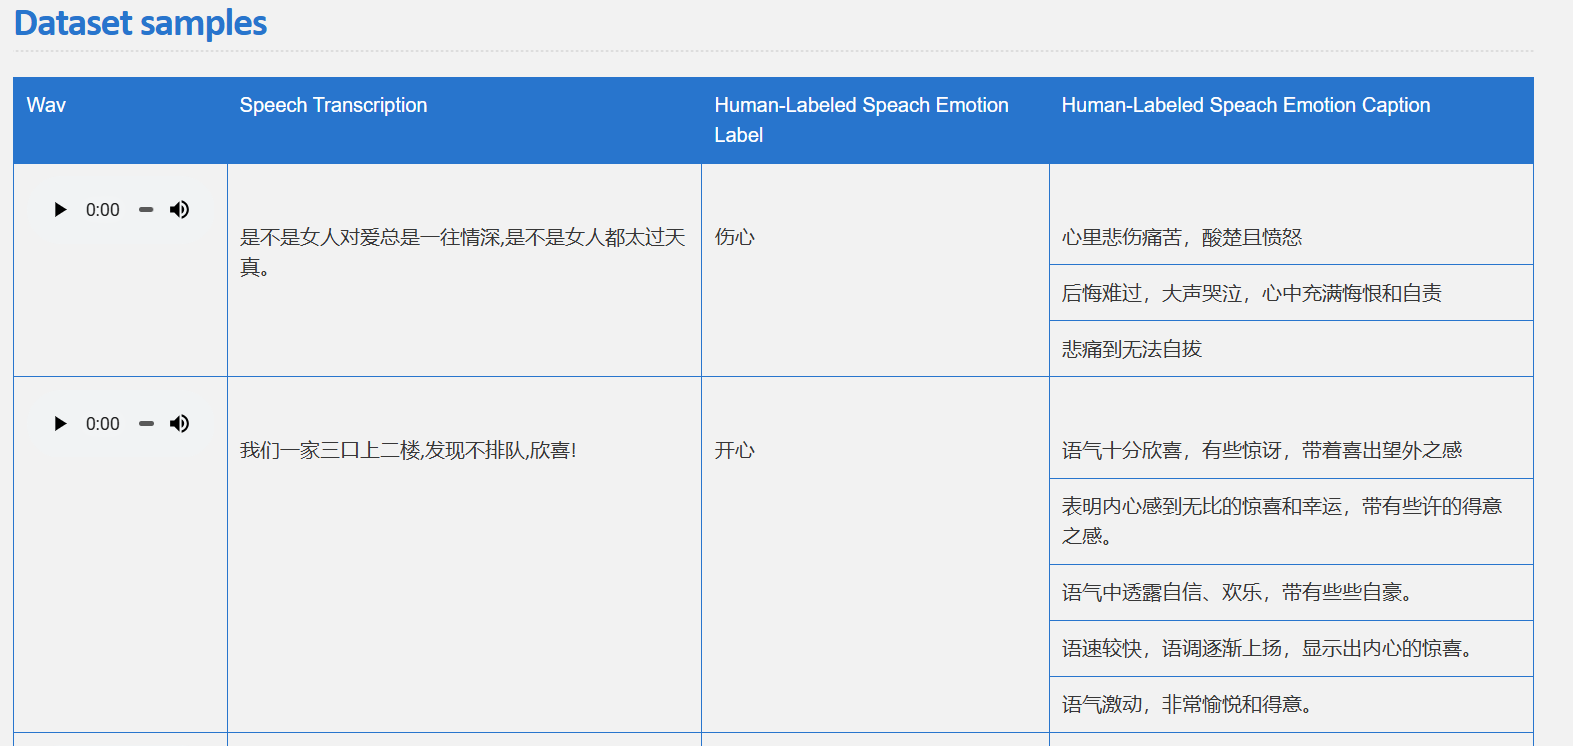 Dataset samples
Wav
Speech Transcription
Human-Labeled Speach Emotion
Label
Human-Labeled Speach Emotion Caption
0:00
是不是女人对爱总是一往情深,是不是女人都太过天
真。
伤心
心里悲伤痛苦，酸楚且愤怒
后悔难过，大声哭泣，心中充满悔恨和自责
悲痛到无法自拔
0:00
我们一家三口上二楼,发现不排队,欣喜!
开心
语气十分欣喜，有些惊讶，带着喜出望外之感
表明内心感到无比的惊喜和幸运，带有些许的得意
之感。
语气中透露自信、欢乐，带有些些自豪。
语速较快，语调逐渐上扬，显示出内心的惊喜。
语气激动，非常愉悦和得意。